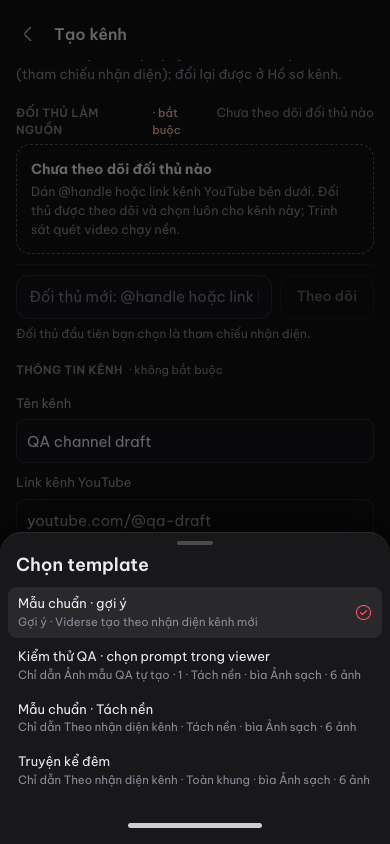 Tạo kênh
(tham chiếu nhận diện); đổi lại được ở Hồ sơ kênh.
ĐỐI THỦ LÀM NGUỒN · bắt buộc Chưa theo dõi đối thủ nào
Chưa theo dõi đối thủ nào
Dán @handle hoặc link kênh YouTube bên dưới. Đối
thủ được theo dõi và chọn luôn cho kênh này; Trinh
sát quét video chạy nền.
Đối thủ mới: @handle hoặc link Theo dõi
Đối thủ đầu tiên bạn chọn là tham chiếu nhận diện.
THÔNG TIN KÊNH · không bắt buộc
Tên kênh
QA channel draft
Link kênh YouTube
youtube.com/@qa-draft
Chọn template
Mẫu chuẩn · gợi ý
Gợi ý · Viderse tạo theo nhận diện kênh mới
Kiểm thử QA · chọn prompt trong viewer
Chỉ dẫn Ảnh mẫu QA tự tạo · 1 · Tách nền · bìa Ảnh sạch · 6 ảnh
Mẫu chuẩn · Tách nền
Chỉ dẫn Theo nhận diện kênh · Tách nền · bìa Ảnh sạch · 6 ảnh
Truyện kể đêm
Chỉ dẫn Theo nhận diện kênh · Toàn khung · bìa Ảnh sạch · 6 ảnh